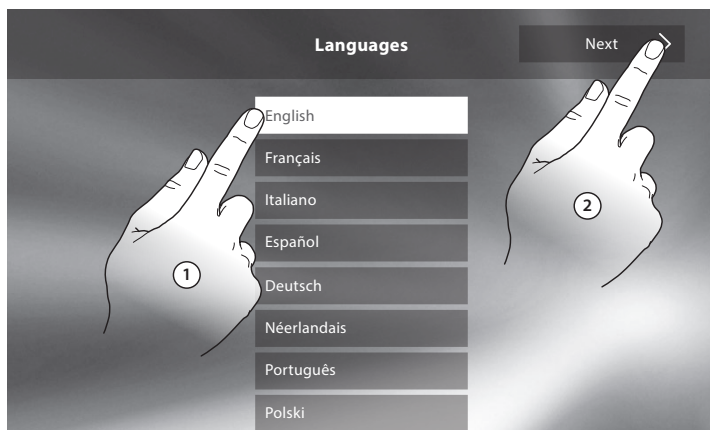 Languages
Next
English
Français
Italiano
Español
Deutsch
Néerlandais
Português
Polski
1
2